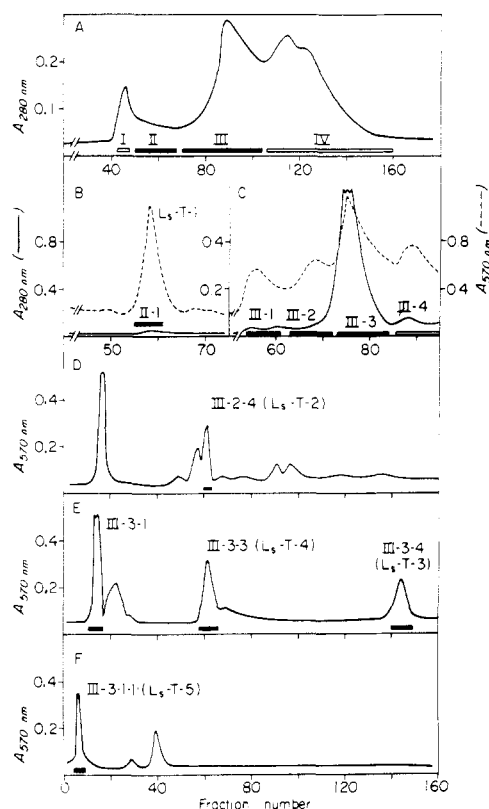 A
A280 nm
0.2
0.1
I II III IV
40 80 120 160
B
C
A280 nm (——)
A570 nm (----)
0.8
0.4
Ls-T-1
II-1
0.4
0.2
0.8
0.4
III-1 III-2 III-3 III-4
50 70 60 80
D
A570 nm
0.4
0.2
III-2-4 (Ls-T-2)
E
A570 nm
0.4
0.2
III-3-1
III-3-3 (Ls-T-4)
III-3-4
(Ls-T-3)
F
A570 nm
0.4
0.2
III-3-1-1 (Ls-T-5)
0 40 80 120 160
Fraction number